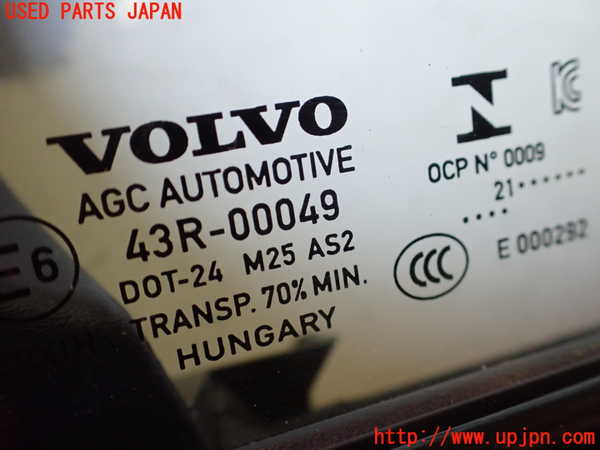 USED PARTS JAPAN
VOLVO
AGC AUTOMOTIVE
43R-00049
DOT-24 M25 AS2
TRANSP. 70% MIN.
HUNGARY
E6
OCP N° 0009
21••••••
••••
CCC
E 000282
http://www.upjpn.com